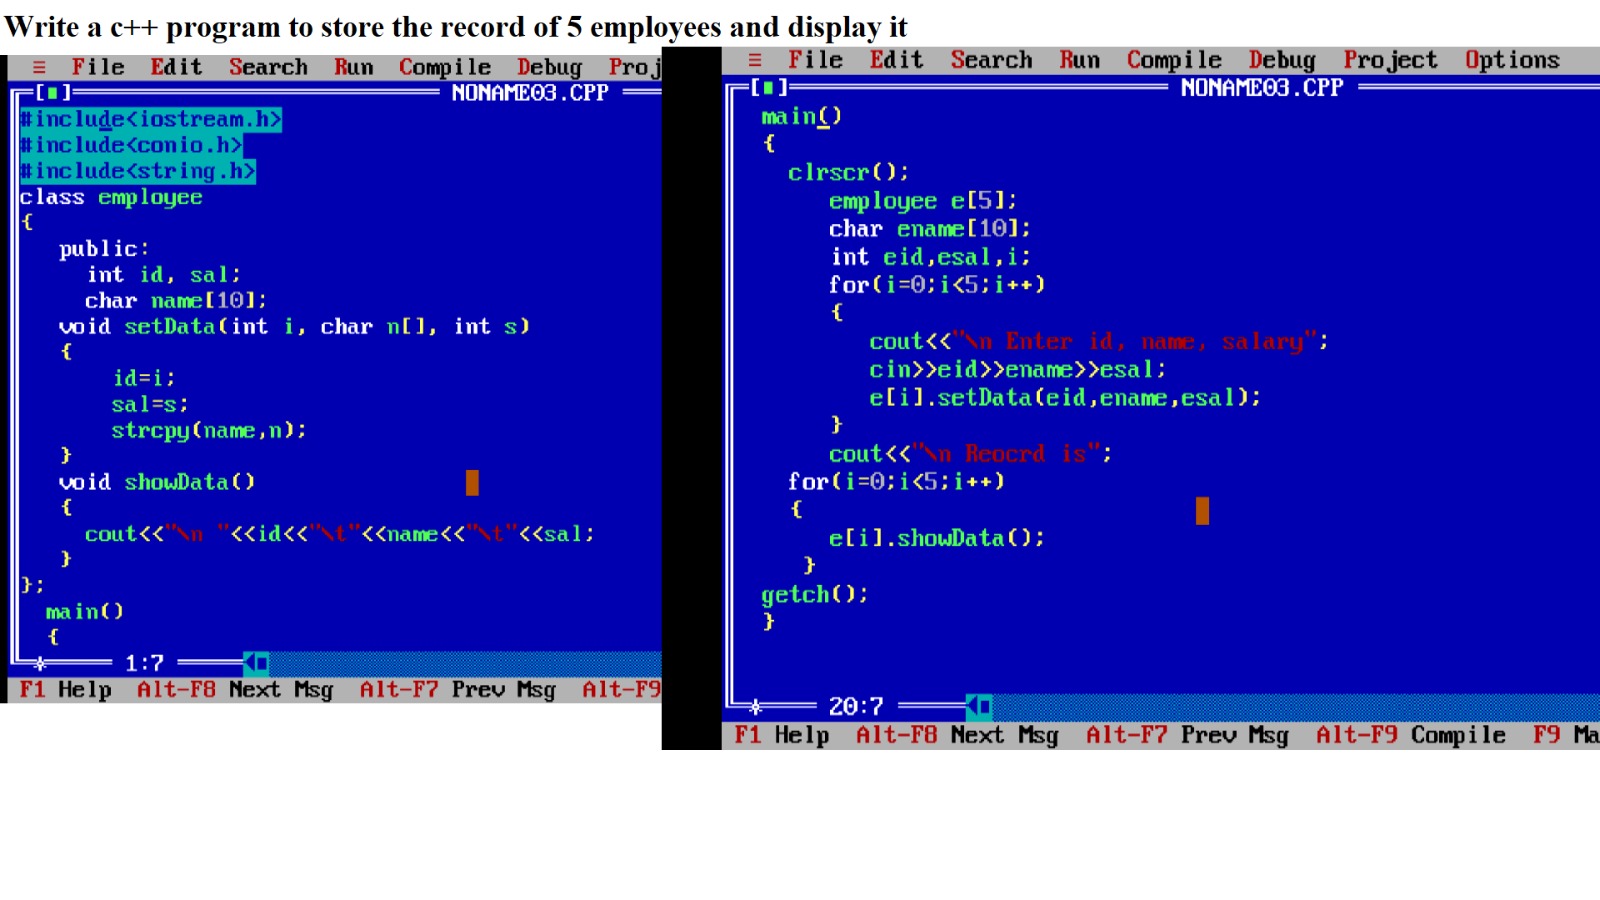 Write a c++ program to store the record of 5 employees and display it
≡ File Edit Search Run Compile Debug Proj
[■] NONAME03.CPP
#include<iostream.h>
#include<conio.h>
#include<string.h>
class employee
{
public:
int id, sal;
char name[10];
void setData(int i, char n[], int s)
{
id=i;
sal=s;
strcpy(name,n);
}
void showData()
{
cout<<"\n "<<id<<"\t"<<name<<"\t"<<sal;
}
};
main()
{
1:7
F1 Help Alt-F8 Next Msg Alt-F7 Prev Msg Alt-F9
≡ File Edit Search Run Compile Debug Project Options
[■] NONAME03.CPP
main()
{
clrscr();
employee e[5];
char ename[10];
int eid,esal,i;
for(i=0;i<5;i++)
{
cout<<"\n Enter id, name, salary";
cin>>eid>>ename>>esal;
e[i].setData(eid,ename,esal);
}
cout<<"\n Reocrd is";
for(i=0;i<5;i++)
{
e[i].showData();
}
getch();
}
20:7
F1 Help Alt-F8 Next Msg Alt-F7 Prev Msg Alt-F9 Compile F9 Ma